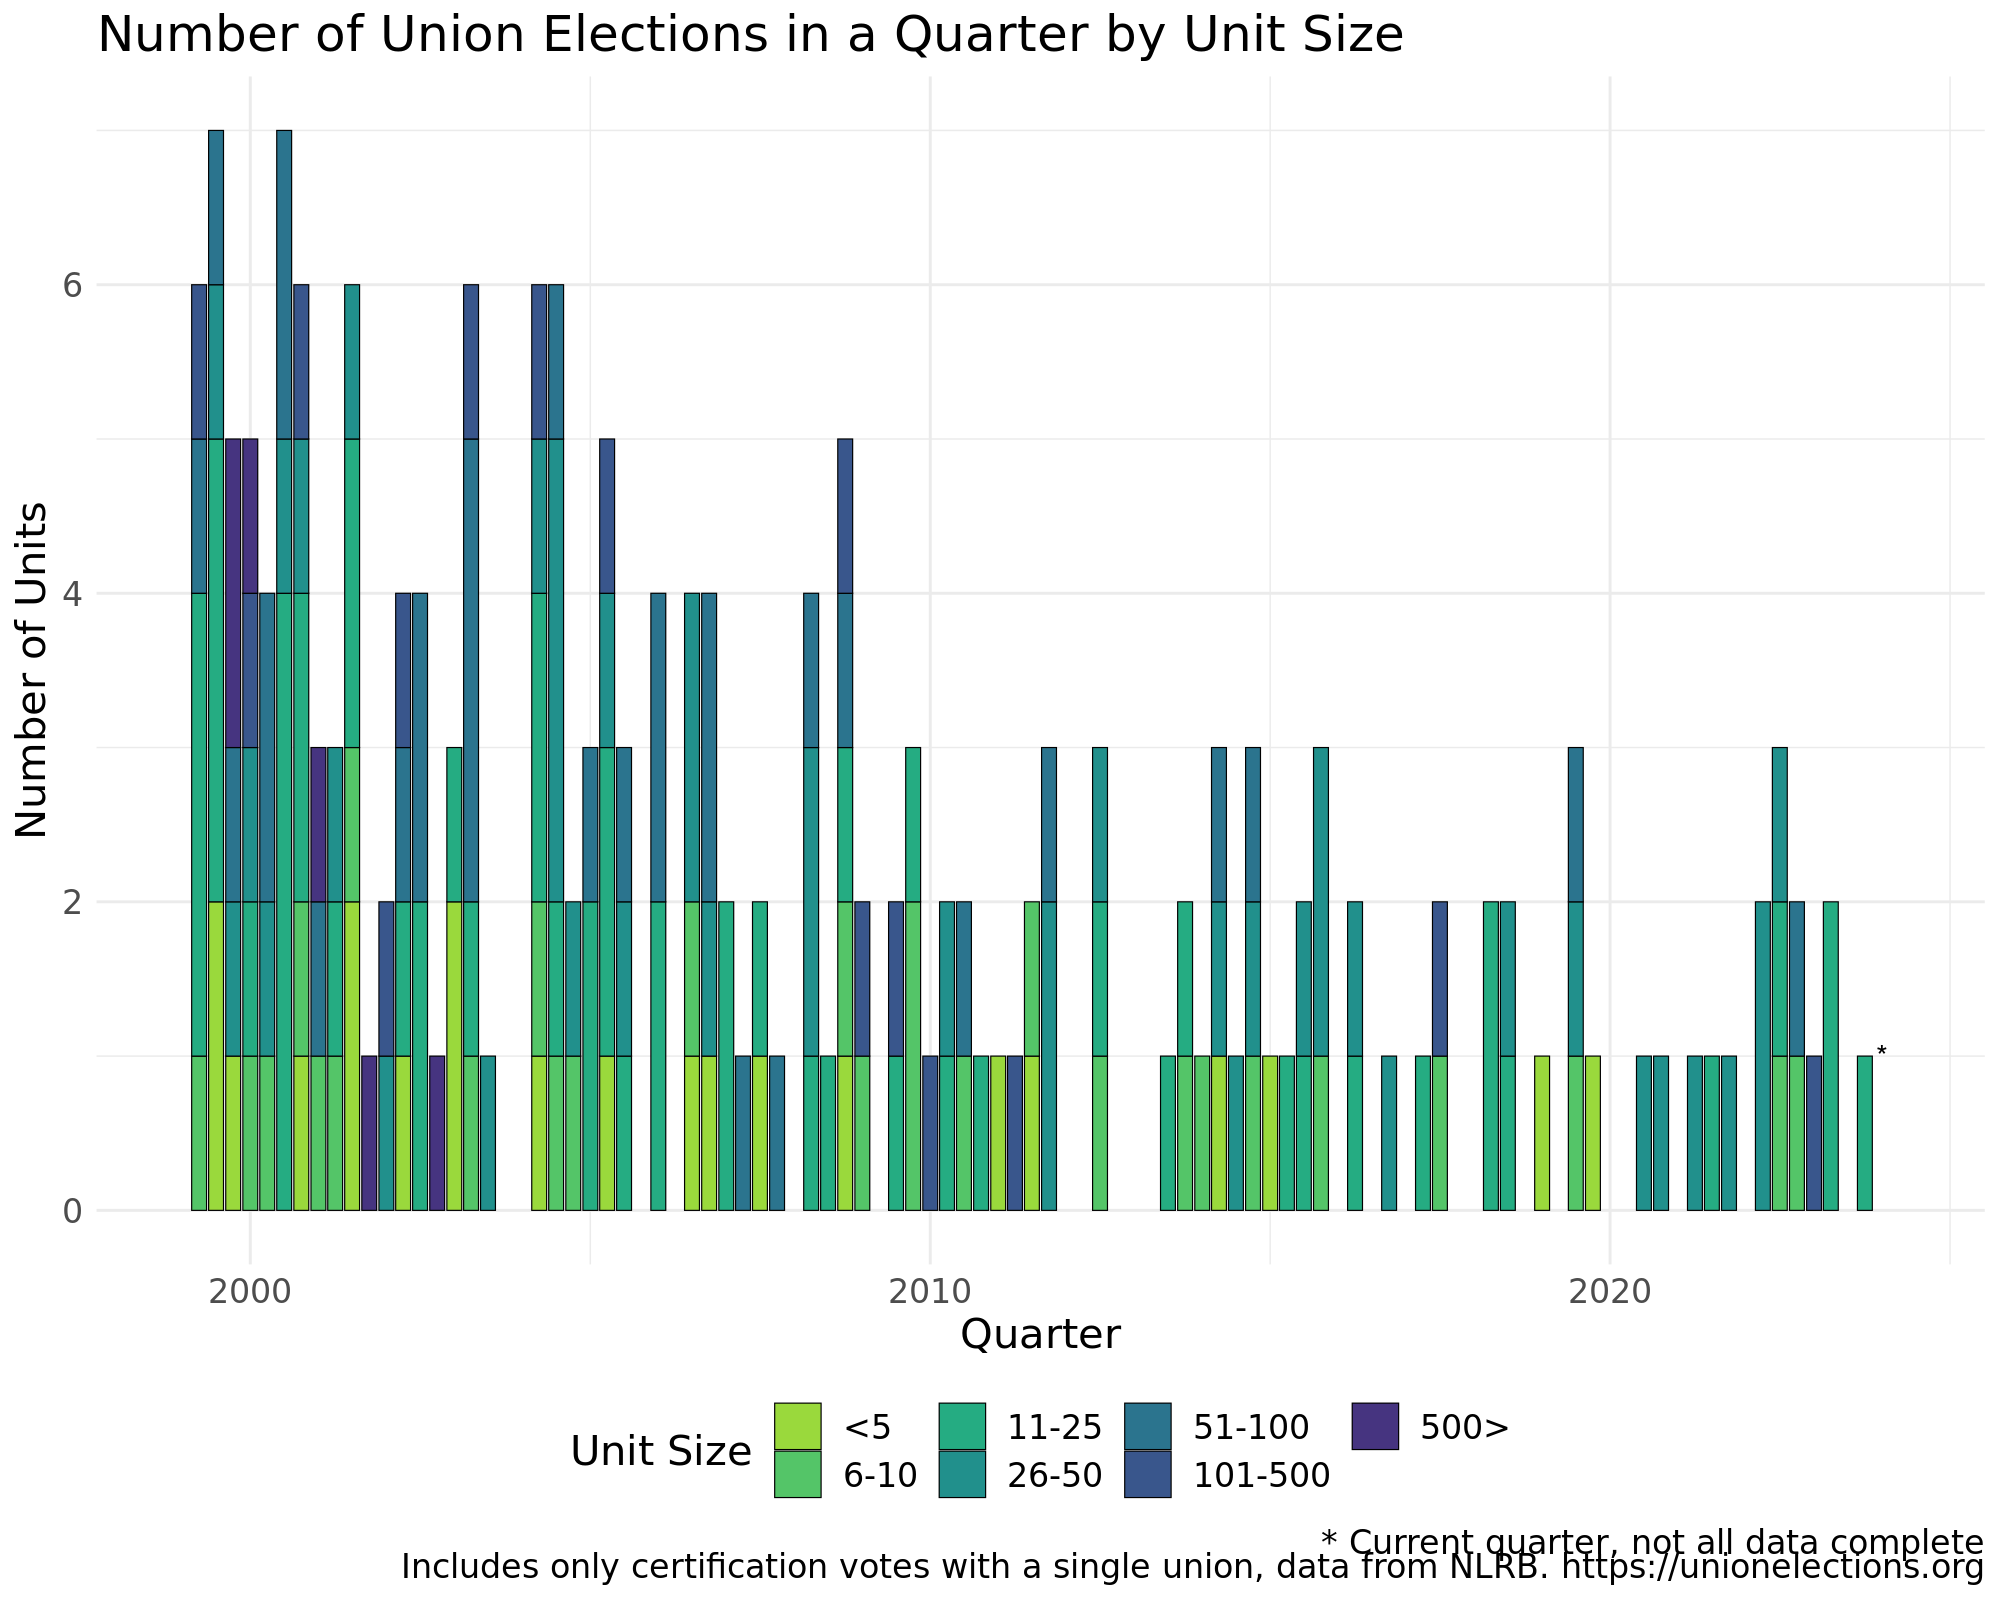 Number of Union Elections in a Quarter by Unit Size
Number of Units
6
4
2
0
*
2000 2010 2020
Quarter
Unit Size
<5 11-25 51-100 500>
6-10 26-50 101-500
* Current quarter, not all data complete
Includes only certification votes with a single union, data from NLRB. https://unionelections.org